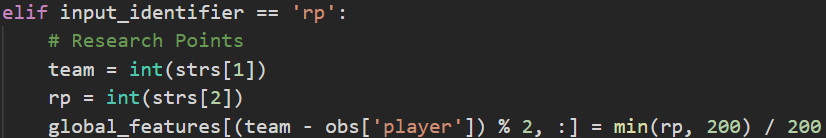 elif input_identifier == 'rp':
# Research Points
team = int(strs[1])
rp = int(strs[2])
global_features[(team - obs['player']) % 2, :] = min(rp, 200) / 200